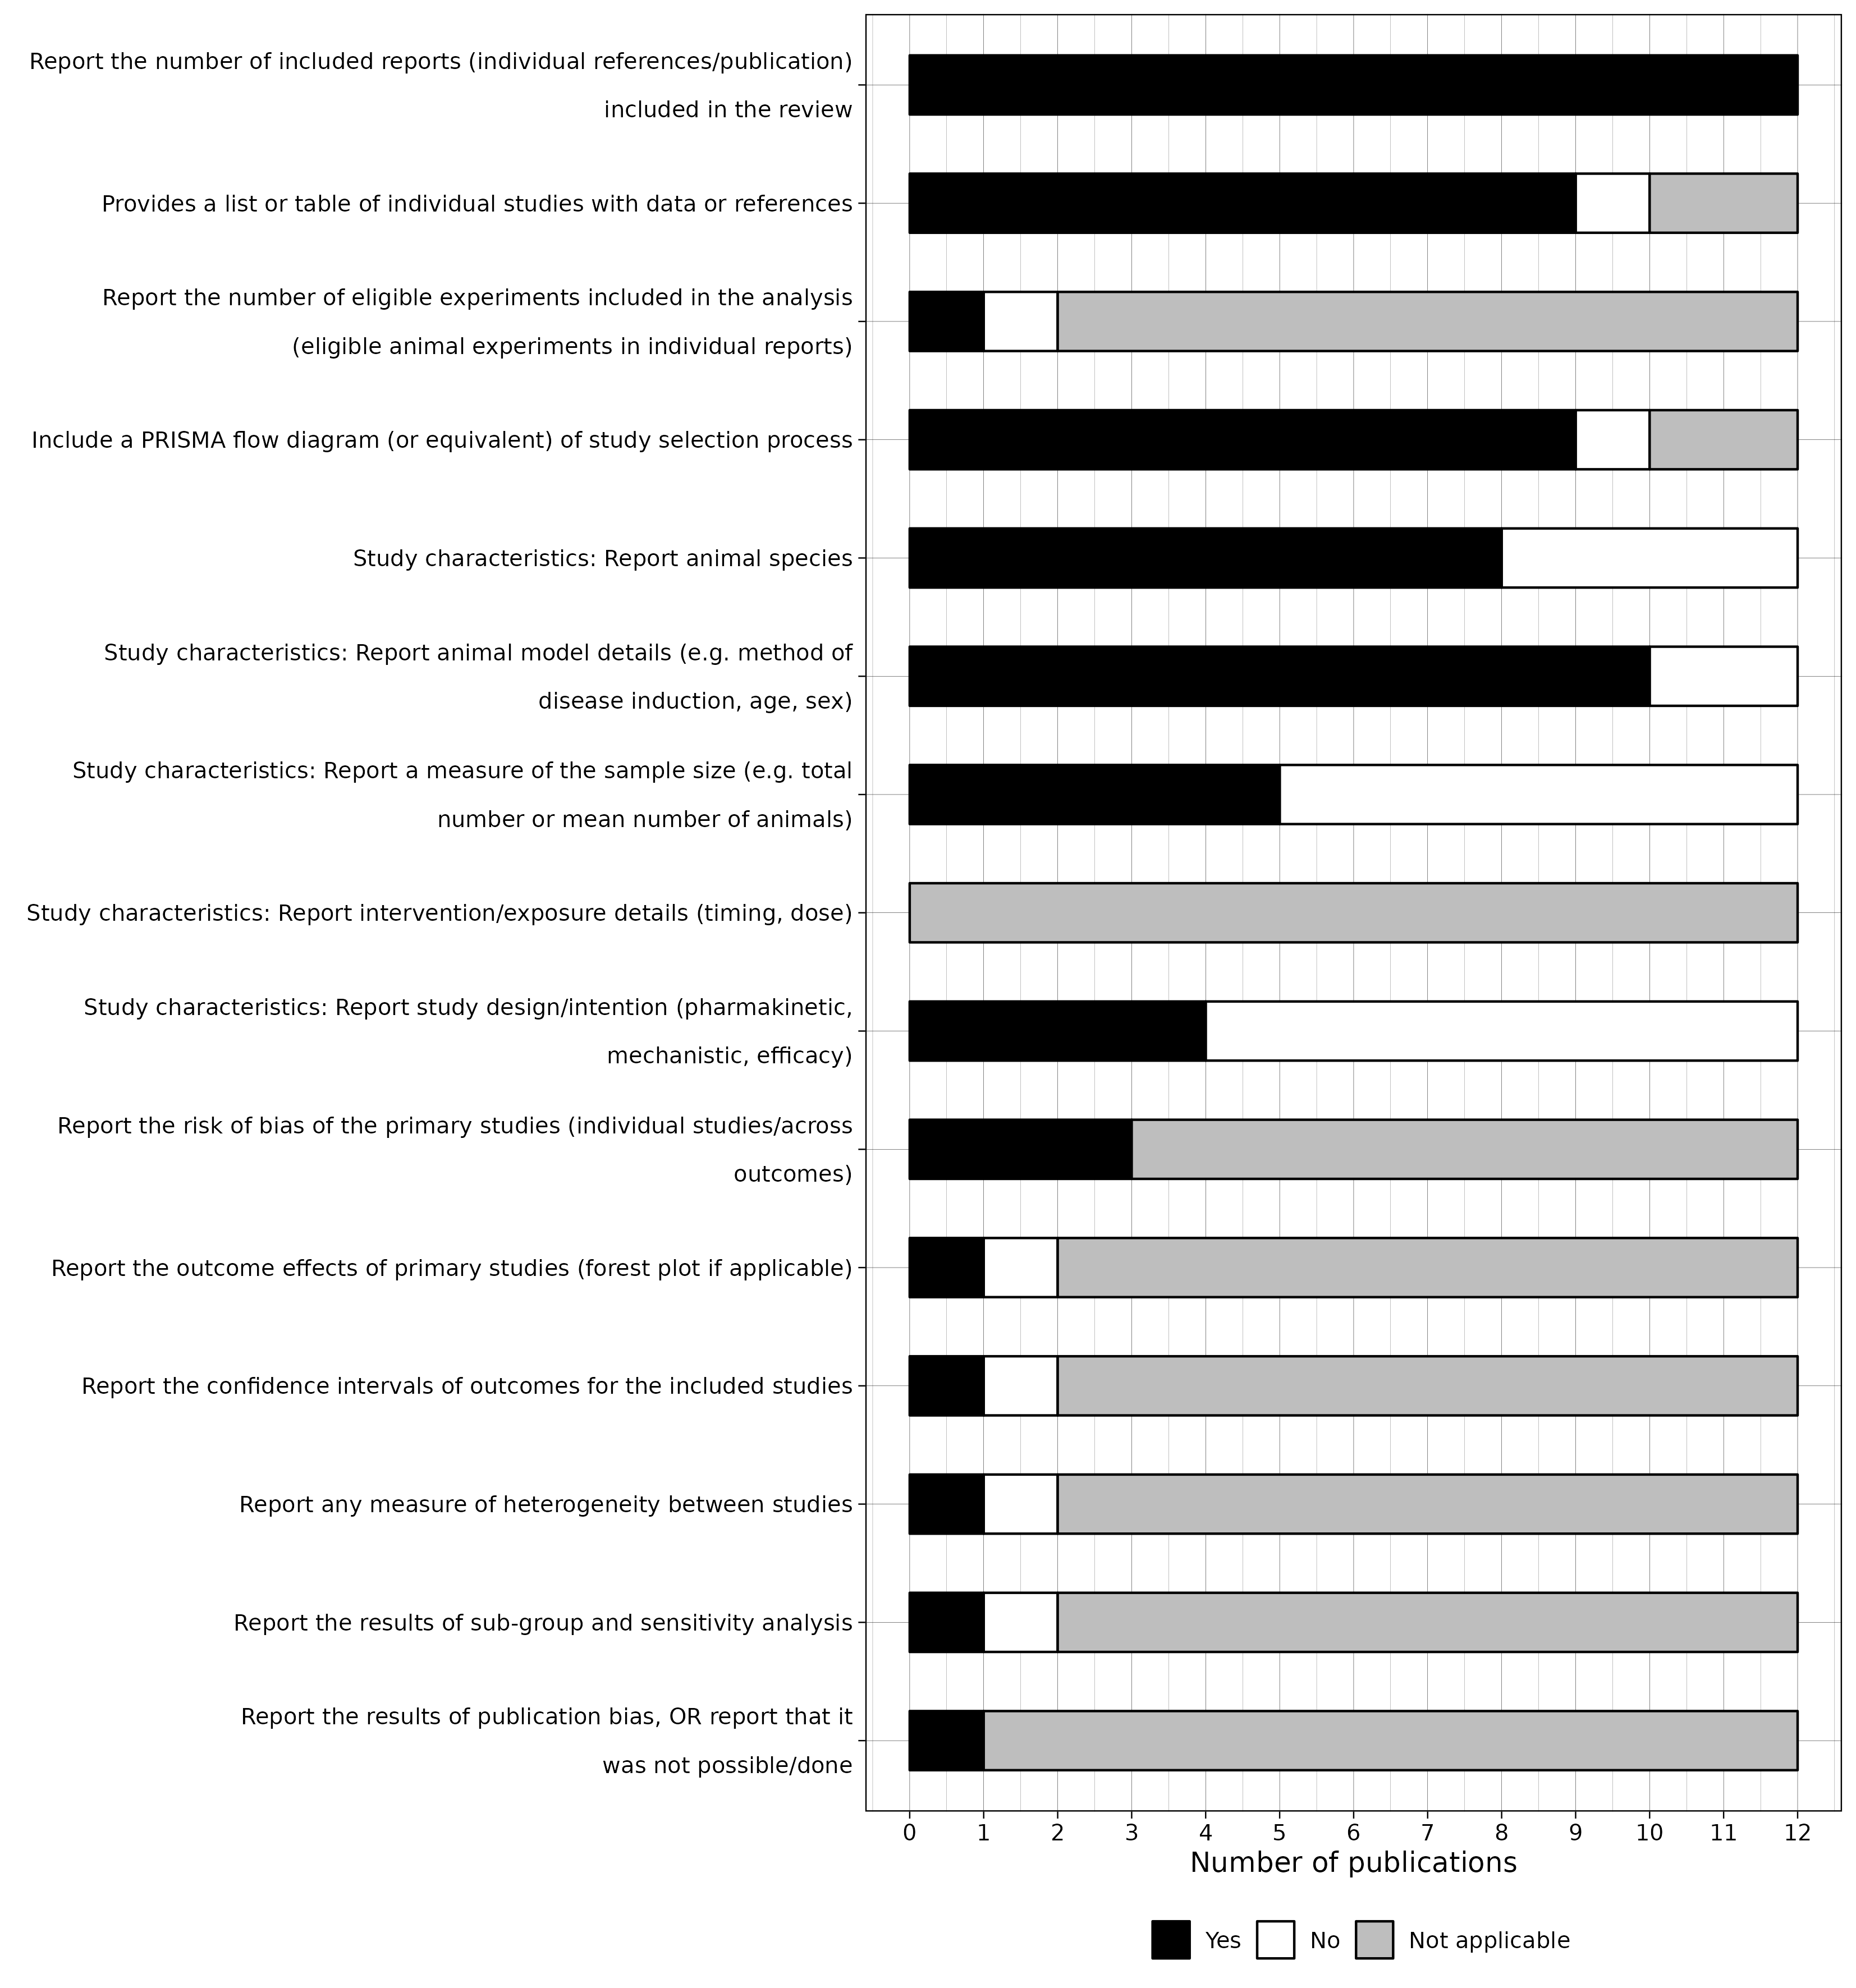 Report the number of included reports (individual references/publication)
included in the review
Provides a list or table of individual studies with data or references
Report the number of eligible experiments included in the analysis
(eligible animal experiments in individual reports)
Include a PRISMA flow diagram (or equivalent) of study selection process
Study characteristics: Report animal species
Study characteristics: Report animal model details (e.g. method of
disease induction, age, sex)
Study characteristics: Report a measure of the sample size (e.g. total
number or mean number of animals)
Study characteristics: Report intervention/exposure details (timing, dose)
Study characteristics: Report study design/intention (pharmakinetic,
mechanistic, efficacy)
Report the risk of bias of the primary studies (individual studies/across
outcomes)
Report the outcome effects of primary studies (forest plot if applicable)
Report the confidence intervals of outcomes for the included studies
Report any measure of heterogeneity between studies
Report the results of sub-group and sensitivity analysis
Report the results of publication bias, OR report that it
was not possible/done
0 1 2 3 4 5 6 7 8 9 10 11 12
Number of publications
Yes No Not applicable